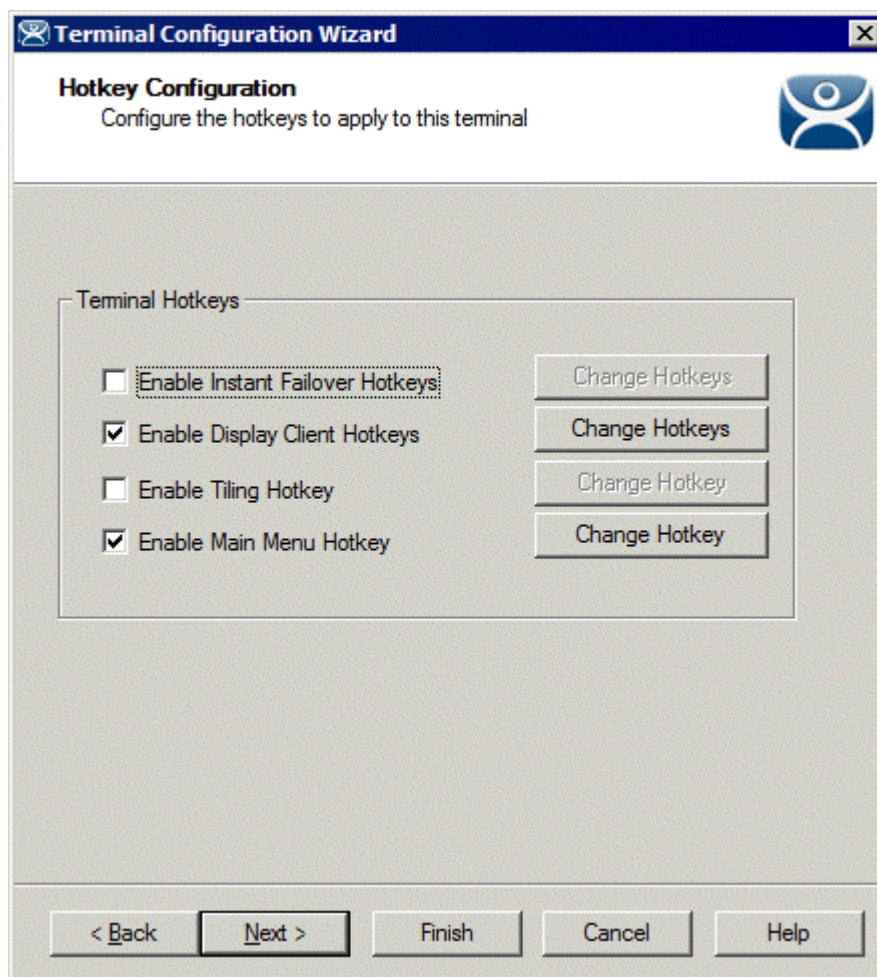 Terminal Configuration Wizard
Hotkey Configuration
Configure the hotkeys to apply to this terminal
Terminal Hotkeys
Enable Instant Failover Hotkeys Change Hotkeys
Enable Display Client Hotkeys Change Hotkeys
Enable Tiling Hotkey Change Hotkey
Enable Main Menu Hotkey Change Hotkey
< Back Next > Finish Cancel Help